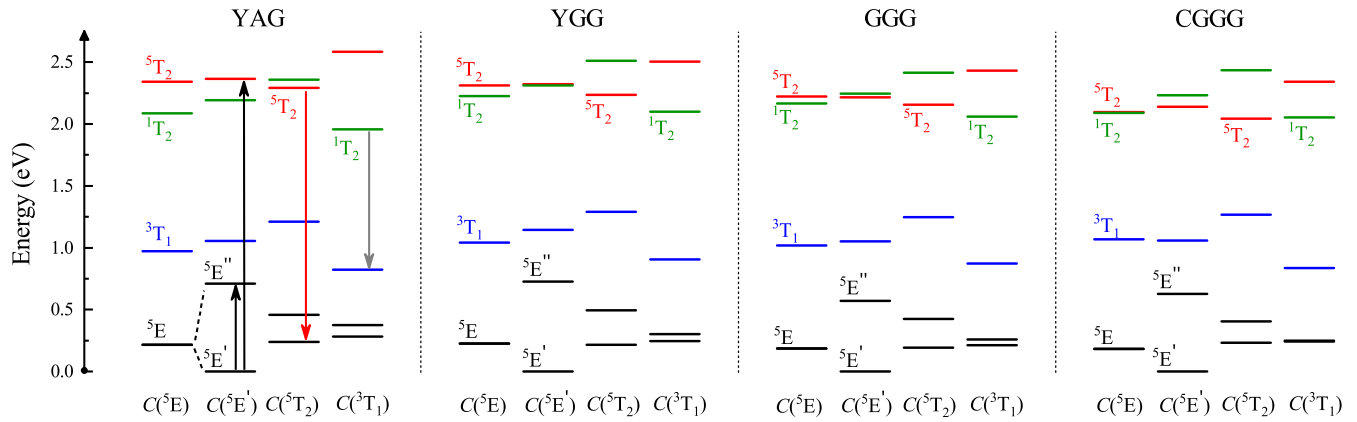 YAG YGG GGG CGGG
Energy (eV)
2.5
2.0
1.5
1.0
0.5
0.0
⁵T₂
¹T₂
³T₁
⁵E
⁵E''
⁵E'
⁵T₂
¹T₂
⁵T₂
¹T₂
³T₁
⁵E
⁵E''
⁵E'
⁵T₂
¹T₂
⁵T₂
¹T₂
³T₁
⁵E
⁵E''
⁵E'
⁵T₂
¹T₂
⁵T₂
¹T₂
³T₁
⁵E
⁵E''
⁵E'
⁵T₂
¹T₂
C(⁵E) C(⁵E') C(⁵T₂) C(³T₁) C(⁵E) C(⁵E') C(⁵T₂) C(³T₁) C(⁵E) C(⁵E') C(⁵T₂) C(³T₁) C(⁵E) C(⁵E') C(⁵T₂) C(³T₁)